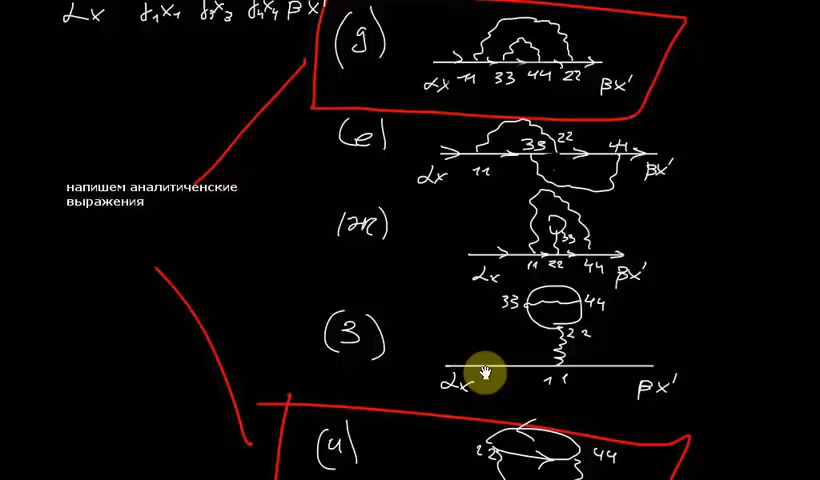 αx γ1x1 γ3x3 γ4x4 βx'
(g)
αx 11 33 44 22 βx'
(e)
33 22 44
αx 11 βx'
(ж)
33
αx 11 22 44 βx'
33 44
(3)
22
αx 11 βx'
напишем аналитиченские
выражения
(и)
22 44